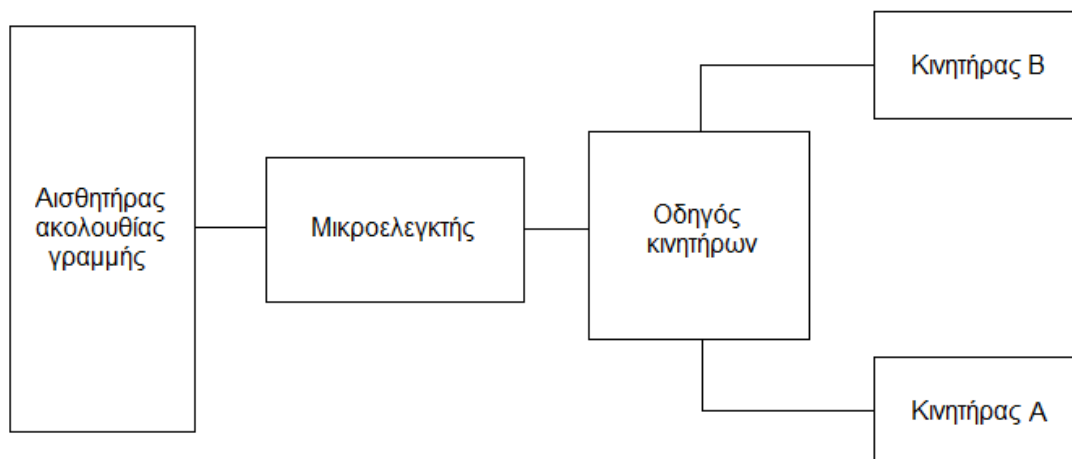 Αισθητήρας
ακολουθίας
γραμμής
Μικροελεγκτής
Οδηγός
κινητήρων
Κινητήρας Β
Κινητήρας Α